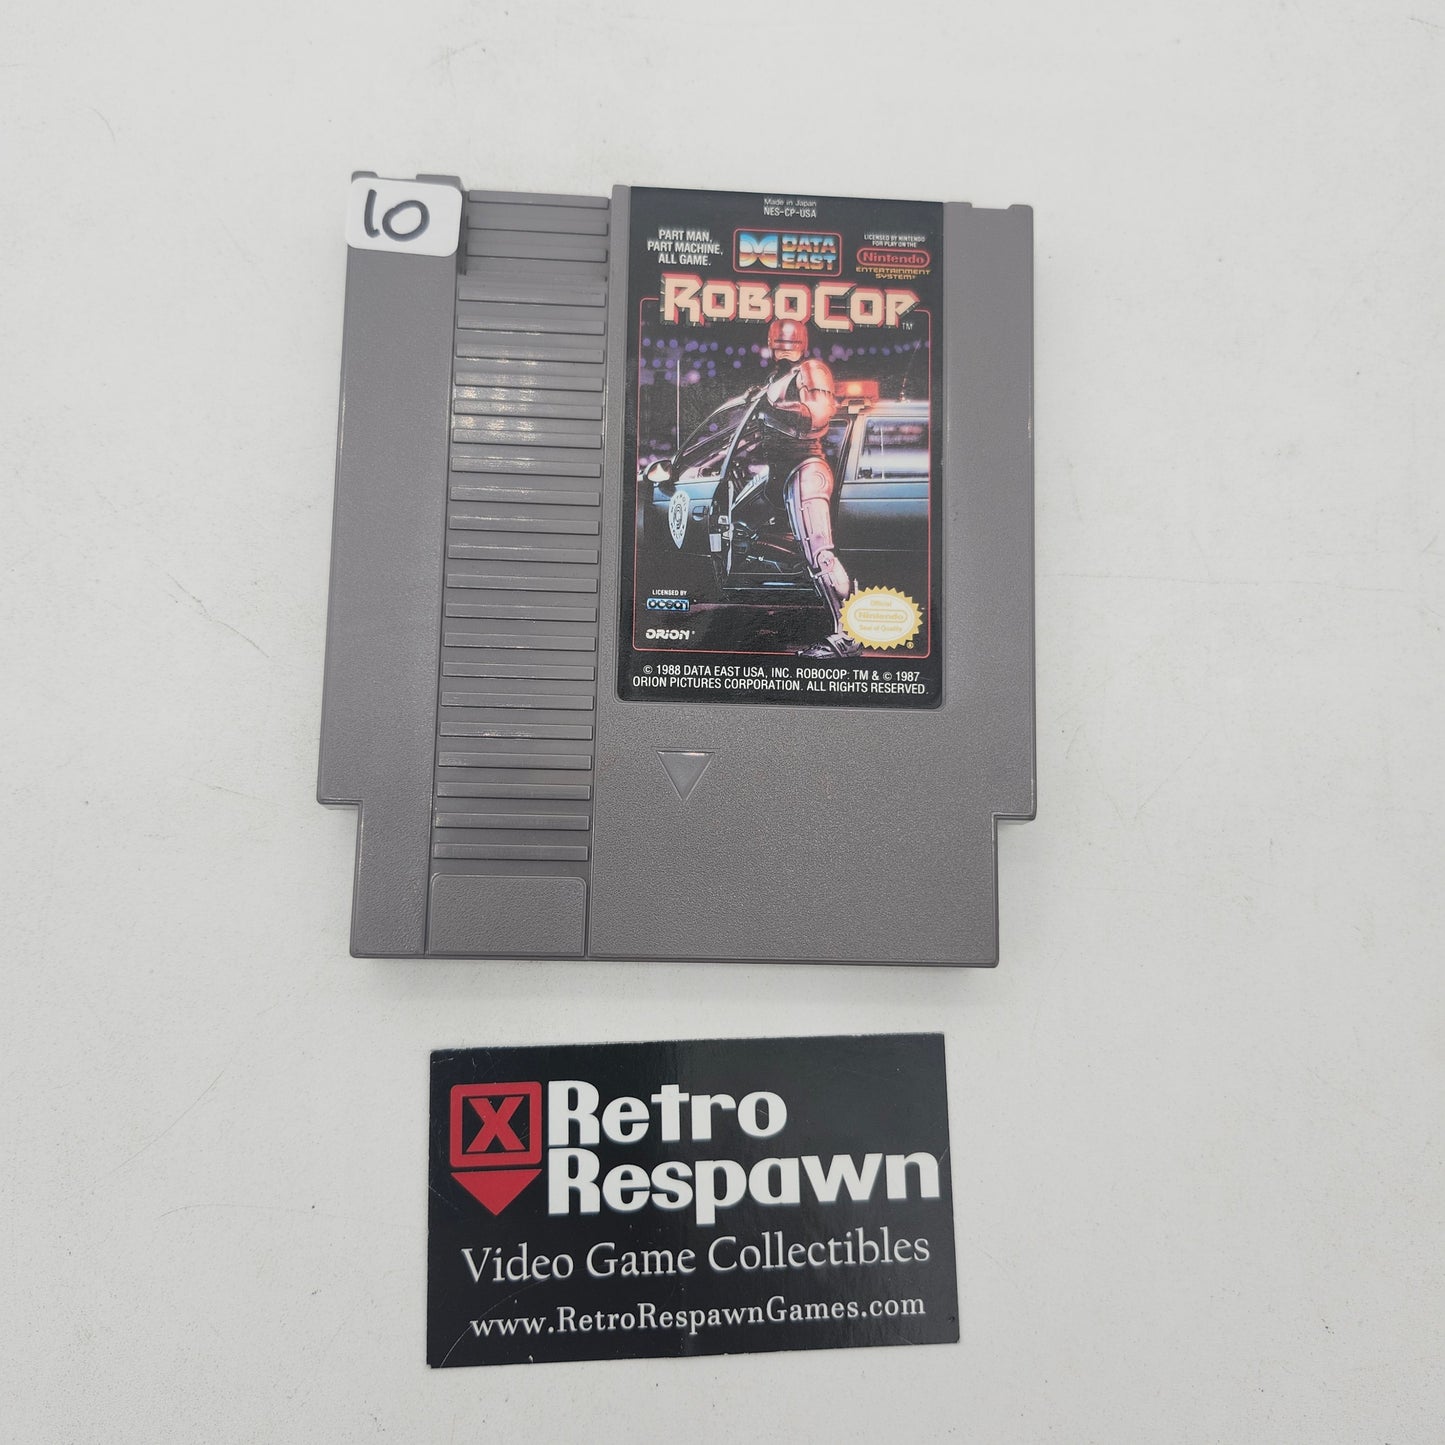 10
Made in Japan
NES-CP-USA
PART MAN,
PART MACHINE,
ALL GAME.
DATA
EAST
LICENSED BY NINTENDO
FOR PLAY ON THE
Nintendo
ENTERTAINMENT
SYSTEM®
ROBOCOP
TM
LICENSED BY
ocean
ORION®
Official
Nintendo
Seal of Quality
®
© 1988 DATA EAST USA, INC. ROBOCOP: TM & © 1987
ORION PICTURES CORPORATION. ALL RIGHTS RESERVED.
X
Retro
Respawn
Video Game Collectibles
www.RetroRespawnGames.com